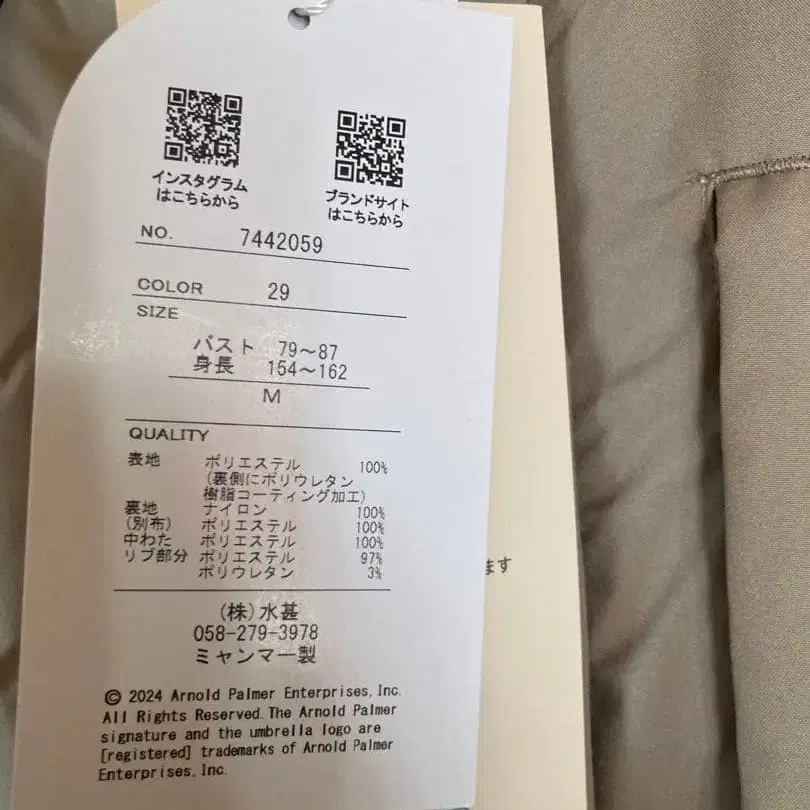 インスタグラム
はこちらから
ブランドサイト
はこちらから
NO. 7442059
COLOR 29
SIZE
バスト 79～87
身長 154～162
M
QUALITY
表地 ポリエステル 100%
(裏側にポリウレタン
樹脂コーティング加工)
裏地 ナイロン 100%
(別布) ポリエステル 100%
中わた ポリエステル 100%
リブ部分 ポリエステル 97%
ポリウレタン 3%
(株)水甚
058-279-3978
ミャンマー製
© 2024 Arnold Palmer Enterprises, Inc.
All Rights Reserved. The Arnold Palmer
signature and the umbrella logo are
[registered] trademarks of Arnold Palmer
Enterprises, Inc.
ます